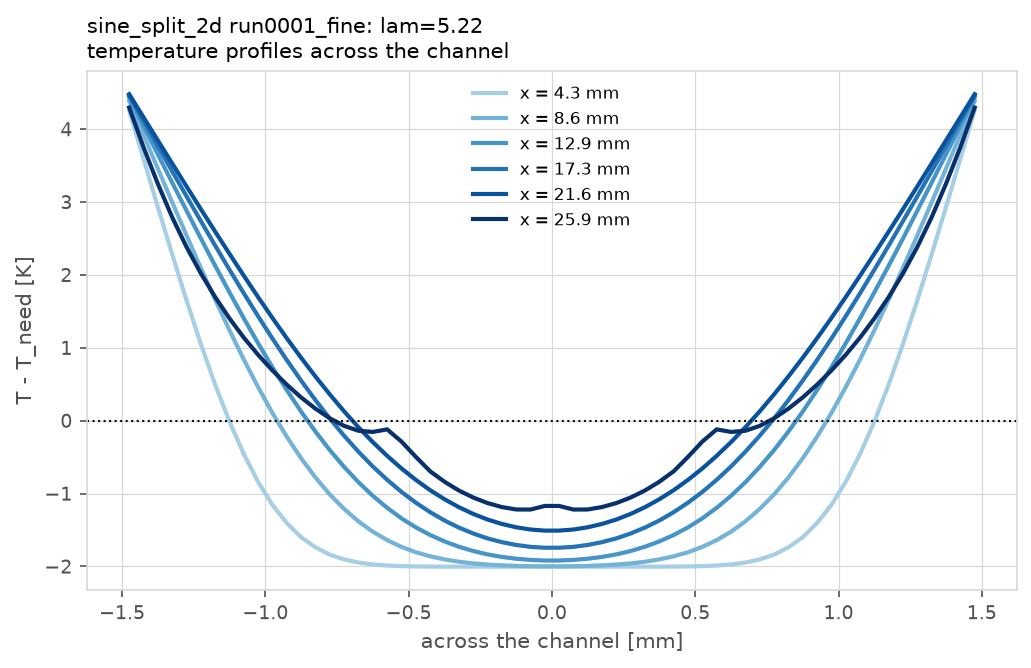 sine_split_2d run0001_fine: lam=5.22
temperature profiles across the channel
x = 4.3 mm
x = 8.6 mm
x = 12.9 mm
x = 17.3 mm
x = 21.6 mm
x = 25.9 mm
T - T_need [K]
4
3
2
1
0
−1
−2
−1.5 −1.0 −0.5 0.0 0.5 1.0 1.5
across the channel [mm]